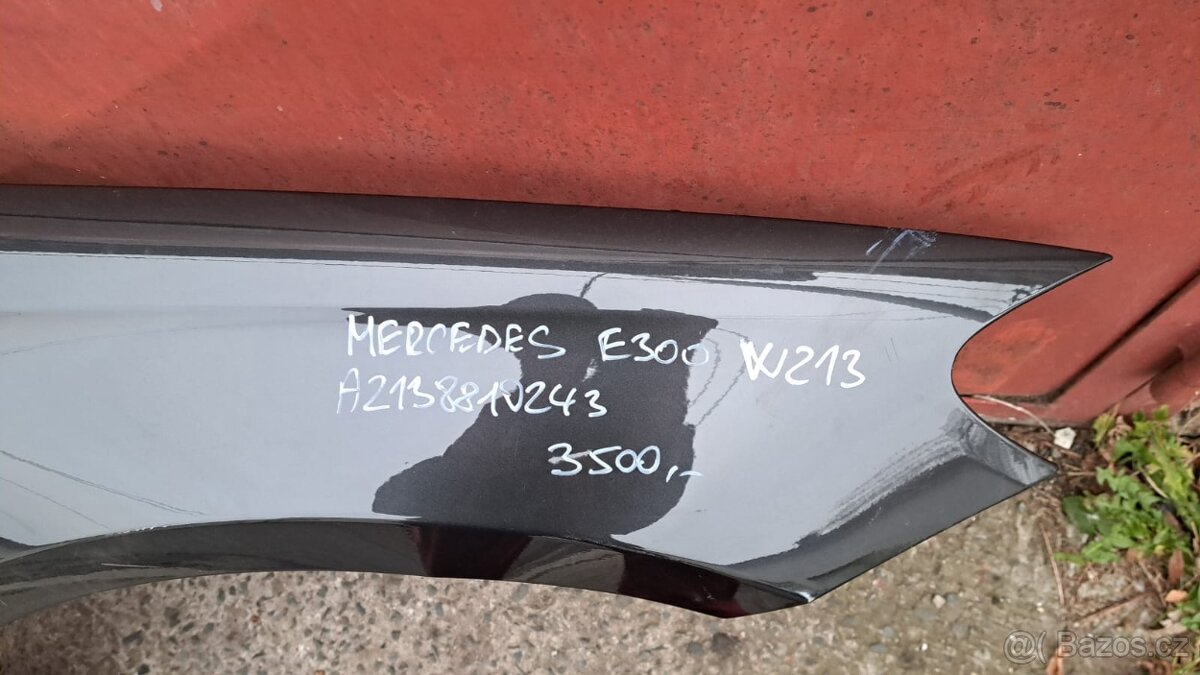 MERCEDES E300 W213
A2138810243
3500,-
@( Bazos.cz